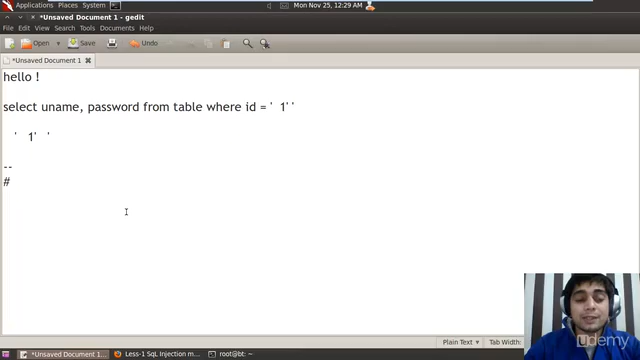 Applications Places System Mon Nov 25, 12:29 AM
*Unsaved Document 1 - gedit
File Edit View Search Tools Documents Help
Open Save Undo
*Unsaved Document 1
hello !
select uname, password from table where id = ' 1' '
' 1' '
--
#
Plain Text Tab Width:
*Unsaved Document 1 - ... Less-1 SqL Injection m... root@bt: ~
udemy